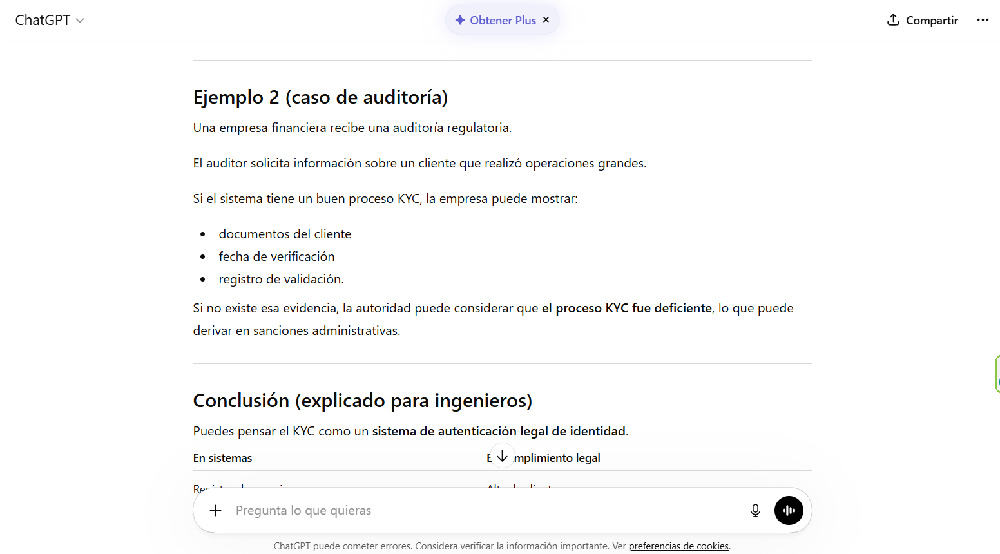 ChatGPT
Obtener Plus
Compartir
Ejemplo 2 (caso de auditoría)
Una empresa financiera recibe una auditoría regulatoria.
El auditor solicita información sobre un cliente que realizó operaciones grandes.
Si el sistema tiene un buen proceso KYC, la empresa puede mostrar:
• documentos del cliente
• fecha de verificación
• registro de validación.
Si no existe esa evidencia, la autoridad puede considerar que el proceso KYC fue deficiente, lo que puede
derivar en sanciones administrativas.
Conclusión (explicado para ingenieros)
Puedes pensar el KYC como un sistema de autenticación legal de identidad.
En sistemas
legal
Pregunta lo que quieras
ChatGPT puede cometer errores. Considera verificar la información importante. Ver preferencias de cookies.